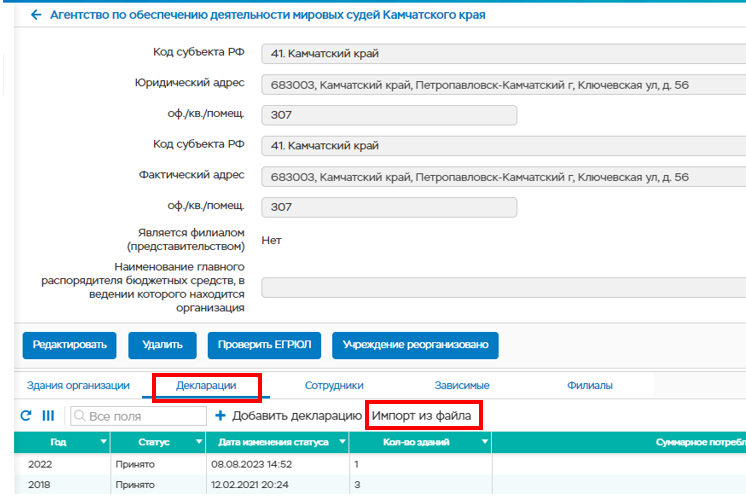 Агентство по обеспечению деятельности мировых судей Камчатского края
Код субъекта РФ 41. Камчатский край
Юридический адрес 683003, Камчатский край, Петропавловск-Камчатский г, Ключевская ул, д. 56
оф./кв./помещ. 307
Код субъекта РФ 41. Камчатский край
Фактический адрес 683003, Камчатский край, Петропавловск-Камчатский г, Ключевская ул, д. 56
оф./кв./помещ. 307
Является филиалом
(представительством) Нет
Наименование главного
распорядителя бюджетных средств, в
ведении которого находится
организация
Редактировать Удалить Проверить ЕГРЮЛ Учреждение реорганизовано
Здания организации Декларации Сотрудники Зависимые Филиалы
Все поля + Добавить декларацию Импорт из файла
Год Статус Дата изменения статуса Кол-во зданий Суммарное потребл
2022 Принято 08.08.2023 14:52 1
2018 Принято 12.02.2021 20:24 3